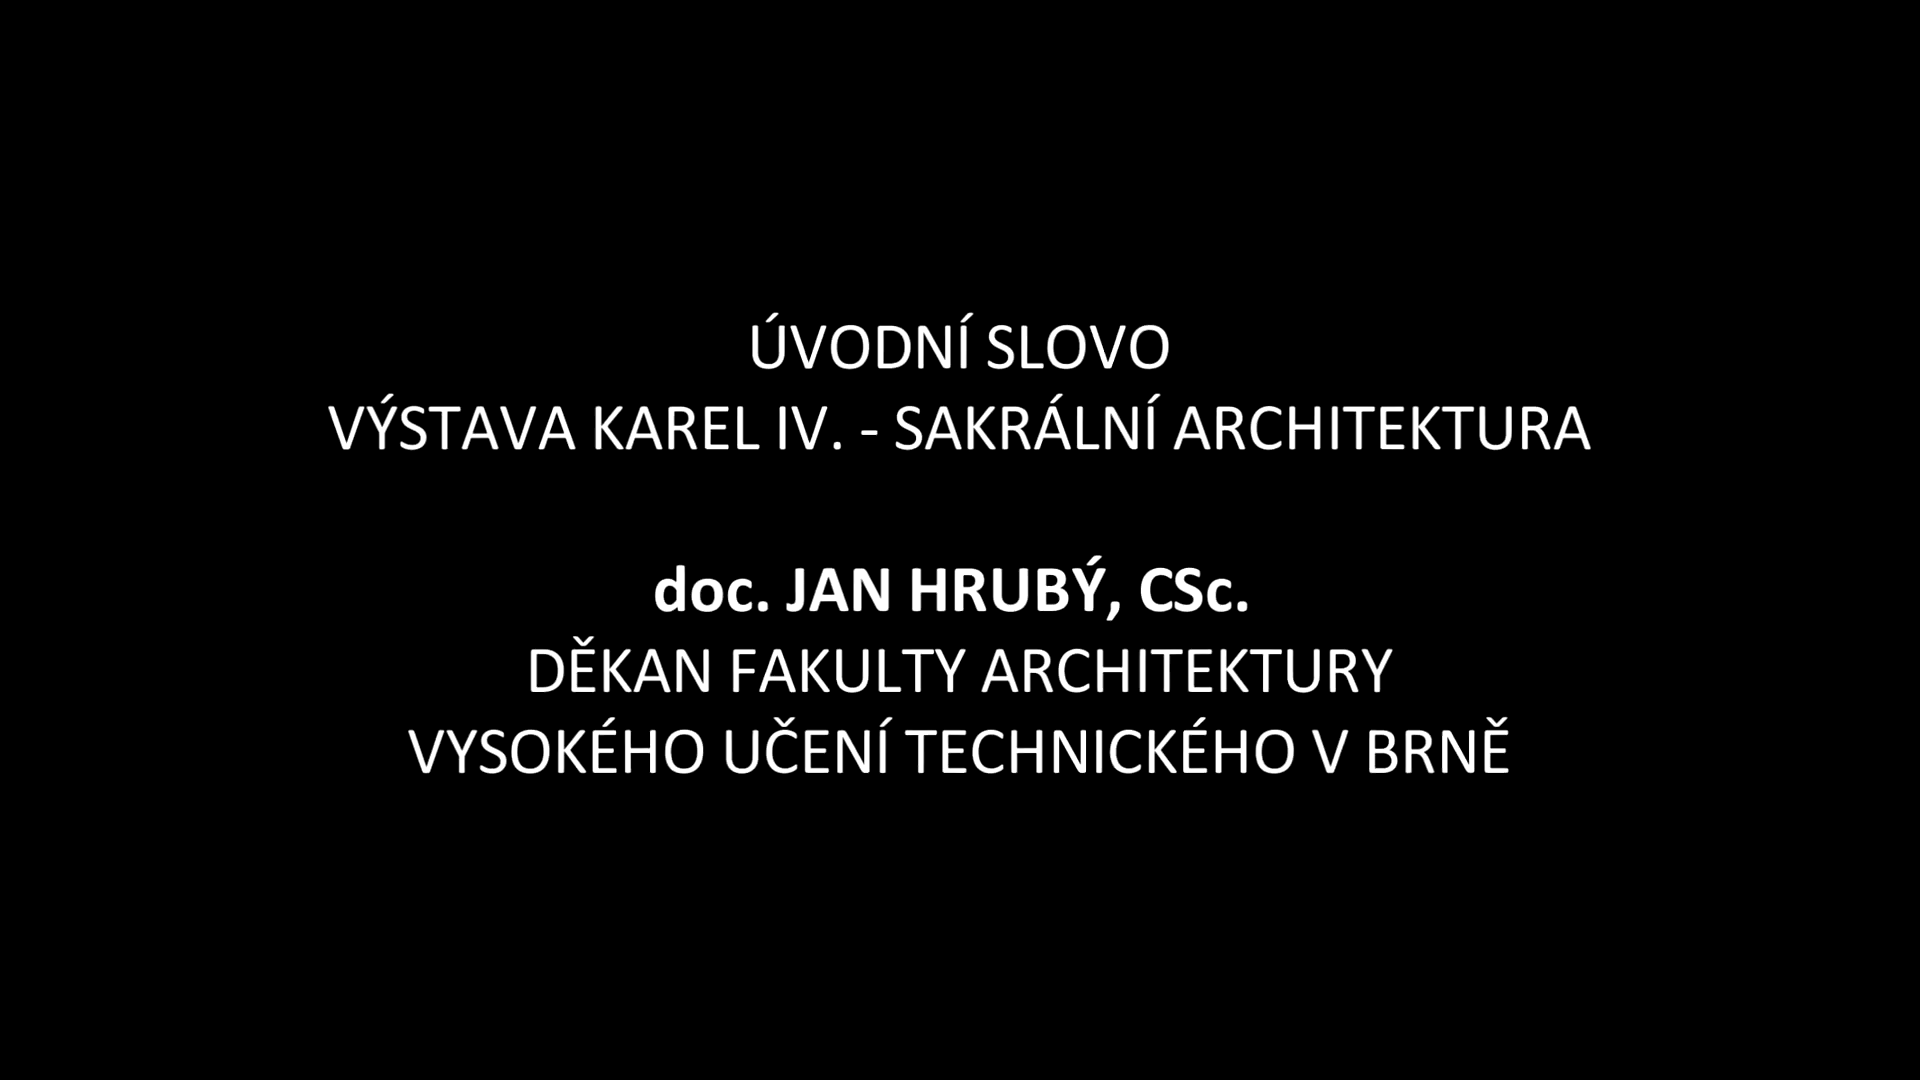 ÚVODNÍ SLOVO
VÝSTAVA KAREL IV. - SAKRÁLNÍ ARCHITEKTURA
doc. JAN HRUBÝ, CSc.
DĚKAN FAKULTY ARCHITEKTURY
VYSOKÉHO UČENÍ TECHNICKÉHO V BRNĚ